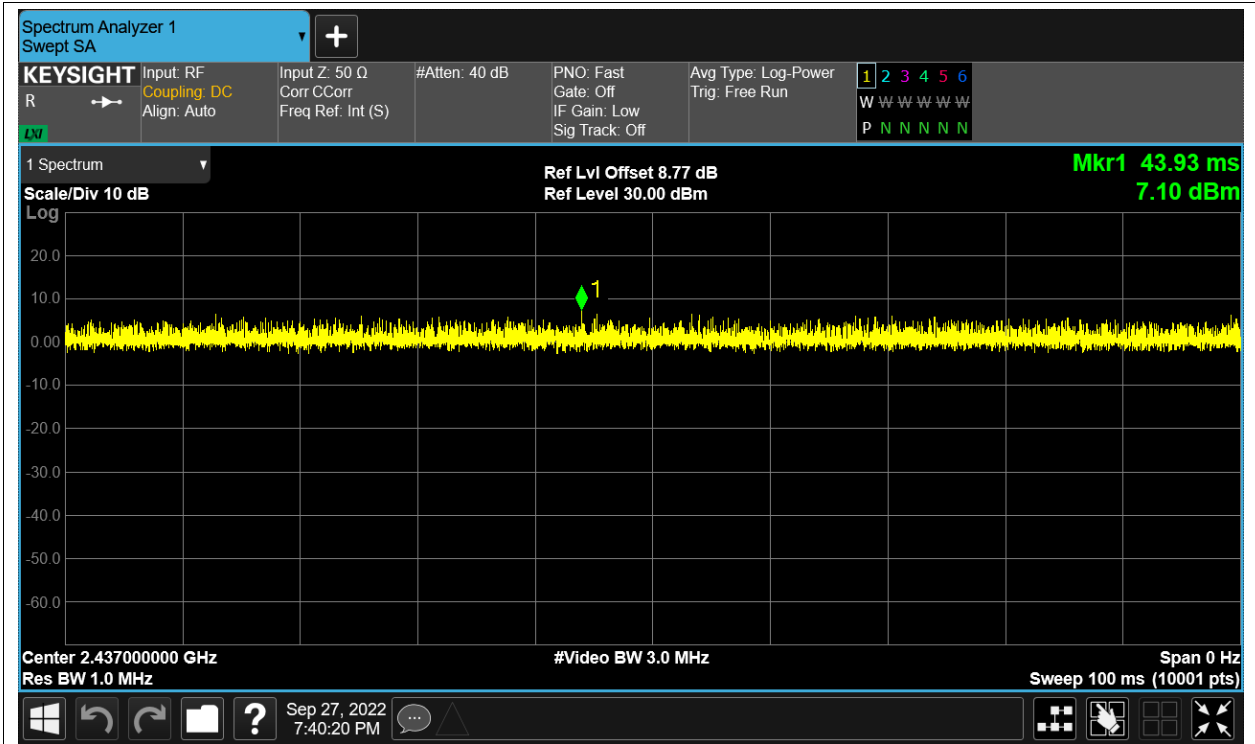 Spectrum Analyzer 1
Swept SA
KEYSIGHT
R
LXI
Input: RF
Coupling: DC
Align: Auto
Input Z: 50 Ω
Corr CCorr
Freq Ref: Int (S)
#Atten: 40 dB
PNO: Fast
Gate: Off
IF Gain: Low
Sig Track: Off
Avg Type: Log-Power
Trig: Free Run
1 2 3 4 5 6
W W W W W W
P N N N N N
1 Spectrum
Scale/Div 10 dB
Log
Ref Lvl Offset 8.77 dB
Ref Level 30.00 dBm
Mkr1 43.93 ms
7.10 dBm
20.0
10.0
1
0.00
-10.0
-20.0
-30.0
-40.0
-50.0
-60.0
Center 2.437000000 GHz
#Video BW 3.0 MHz
Span 0 Hz
Res BW 1.0 MHz
Sweep 100 ms (10001 pts)
?
Sep 27, 2022
7:40:20 PM